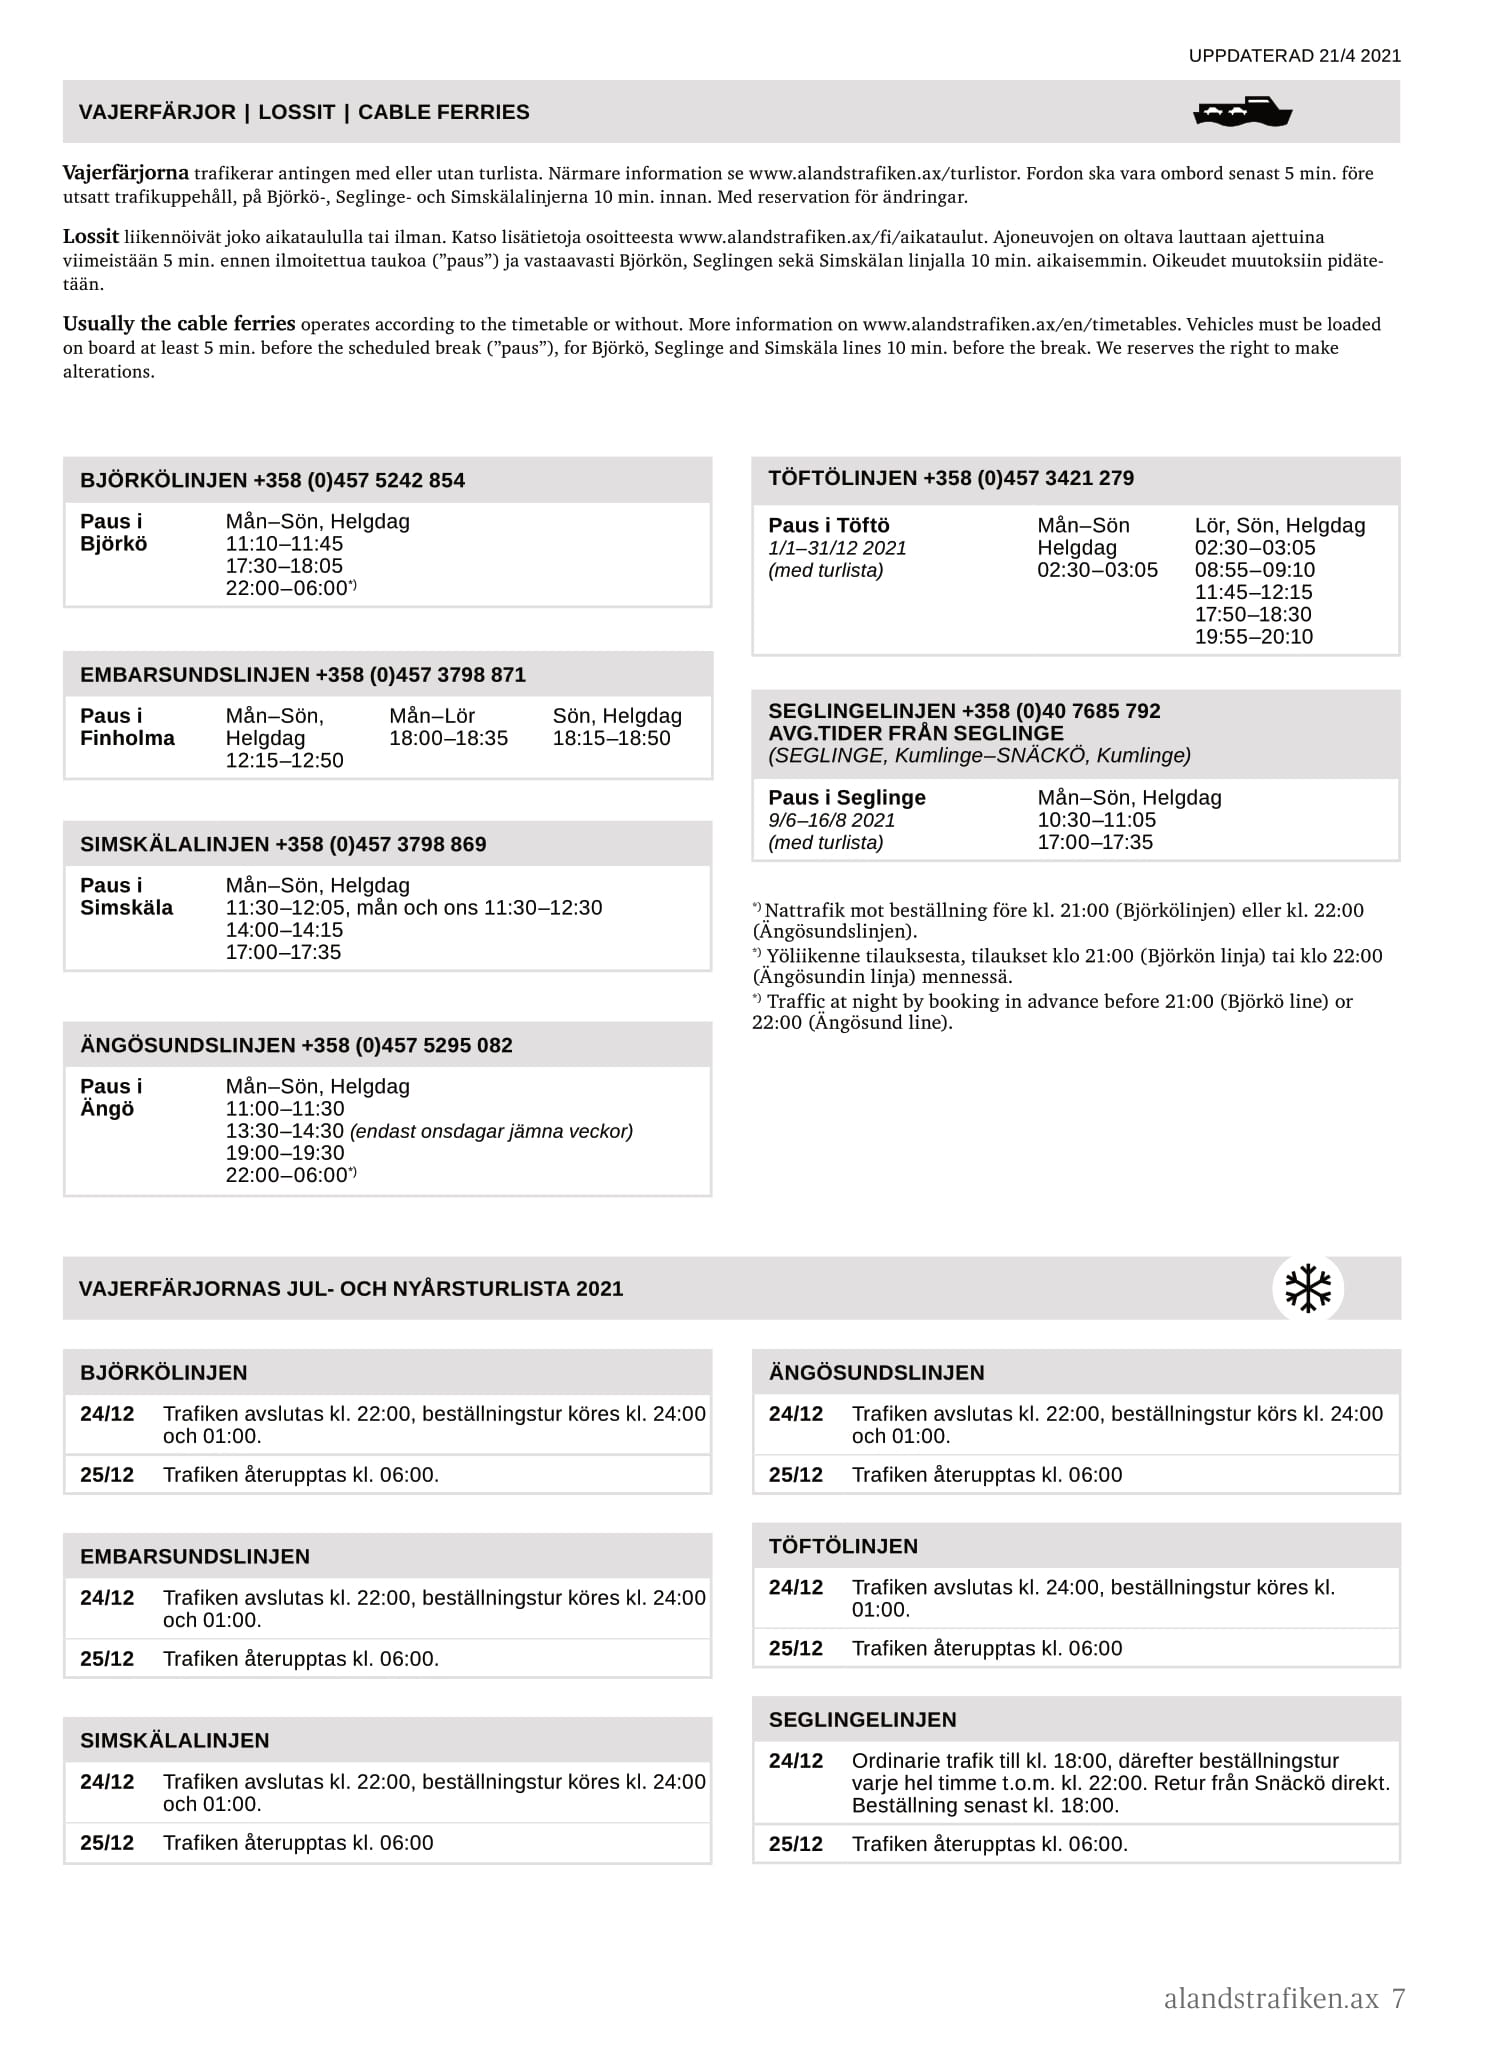 UPPDATERAD 21/4 2021
VAJERFÄRJOR | LOSSIT | CABLE FERRIES
Vajerfärjorna trafikerar antingen med eller utan turlista. Närmare information se www.alandstrafiken.ax/turlistor. Fordon ska vara ombord senast 5 min. före
utsatt trafikuppehåll, på Björkö-, Seglinge- och Simskälalinjerna 10 min. innan. Med reservation för ändringar.
Lossit liikennöivät joko aikataululla tai ilman. Katso lisätietoja osoitteesta www.alandstrafiken.ax/fi/aikataulut. Ajoneuvojen on oltava lauttaan ajettuina
viimeistään 5 min. ennen ilmoitettua taukoa (”paus”) ja vastaavasti Björkön, Seglingen sekä Simskälan linjalla 10 min. aikaisemmin. Oikeudet muutoksiin pidäte-
tään.
Usually the cable ferries operates according to the timetable or without. More information on www.alandstrafiken.ax/en/timetables. Vehicles must be loaded
on board at least 5 min. before the scheduled break (”paus”), for Björkö, Seglinge and Simskäla lines 10 min. before the break. We reserves the right to make
alterations.
BJÖRKÖLINJEN +358 (0)457 5242 854
Paus i Mån–Sön, Helgdag
Björkö 11:10–11:45
17:30–18:05
22:00–06:00*)
EMBARSUNDSLINJEN +358 (0)457 3798 871
Paus i Mån–Sön, Mån–Lör Sön, Helgdag
Finholma Helgdag 18:00–18:35 18:15–18:50
12:15–12:50
SIMSKÄLALINJEN +358 (0)457 3798 869
Paus i Mån–Sön, Helgdag
Simskäla 11:30–12:05, mån och ons 11:30–12:30
14:00–14:15
17:00–17:35
ÄNGÖSUNDSLINJEN +358 (0)457 5295 082
Paus i Mån–Sön, Helgdag
Ängö 11:00–11:30
13:30–14:30 (endast onsdagar jämna veckor)
19:00–19:30
22:00–06:00*)
TÖFTÖLINJEN +358 (0)457 3421 279
Paus i Töftö Mån–Sön Lör, Sön, Helgdag
1/1–31/12 2021 Helgdag 02:30–03:05
(med turlista) 02:30–03:05 08:55–09:10
11:45–12:15
17:50–18:30
19:55–20:10
SEGLINGELINJEN +358 (0)40 7685 792
AVG.TIDER FRÅN SEGLINGE
(SEGLINGE, Kumlinge–SNÄCKÖ, Kumlinge)
Paus i Seglinge Mån–Sön, Helgdag
9/6–16/8 2021 10:30–11:05
(med turlista) 17:00–17:35
*) Nattrafik mot beställning före kl. 21:00 (Björkölinjen) eller kl. 22:00
(Ängösundslinjen).
*) Yöliikenne tilauksesta, tilaukset klo 21:00 (Björkön linja) tai klo 22:00
(Ängösundin linja) mennessä.
*) Traffic at night by booking in advance before 21:00 (Björkö line) or
22:00 (Ängösund line).
VAJERFÄRJORNAS JUL- OCH NYÅRSTURLISTA 2021
BJÖRKÖLINJEN
24/12 Trafiken avslutas kl. 22:00, beställningstur köres kl. 24:00
och 01:00.
25/12 Trafiken återupptas kl. 06:00.
EMBARSUNDSLINJEN
24/12 Trafiken avslutas kl. 22:00, beställningstur köres kl. 24:00
och 01:00.
25/12 Trafiken återupptas kl. 06:00.
SIMSKÄLALINJEN
24/12 Trafiken avslutas kl. 22:00, beställningstur köres kl. 24:00
och 01:00.
25/12 Trafiken återupptas kl. 06:00
ÄNGÖSUNDSLINJEN
24/12 Trafiken avslutas kl. 22:00, beställningstur körs kl. 24:00
och 01:00.
25/12 Trafiken återupptas kl. 06:00
TÖFTÖLINJEN
24/12 Trafiken avslutas kl. 24:00, beställningstur köres kl.
01:00.
25/12 Trafiken återupptas kl. 06:00
SEGLINGELINJEN
24/12 Ordinarie trafik till kl. 18:00, därefter beställningstur
varje hel timme t.o.m. kl. 22:00. Retur från Snäckö direkt.
Beställning senast kl. 18:00.
25/12 Trafiken återupptas kl. 06:00.
alandstrafiken.ax 7